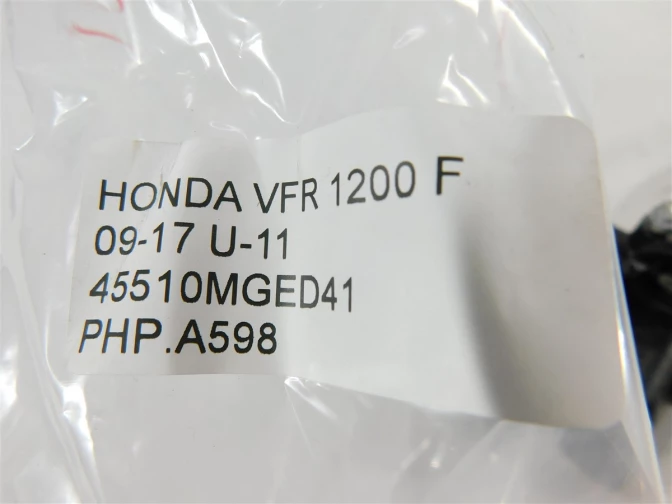 HONDA VFR 1200 F
09-17 U-11
45510MGED41
PHP.A598